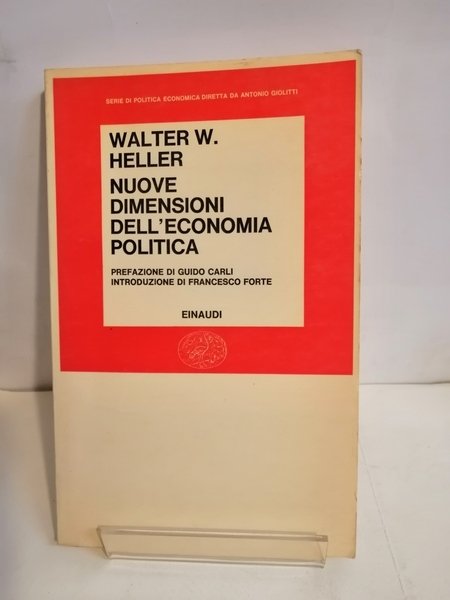 SERIE DI POLITICA ECONOMICA DIRETTA DA ANTONIO GIOLITTI
WALTER W.
HELLER
NUOVE
DIMENSIONI
DELL'ECONOMIA
POLITICA
PREFAZIONE DI GUIDO CARLI
INTRODUZIONE DI FRANCESCO FORTE
EINAUDI